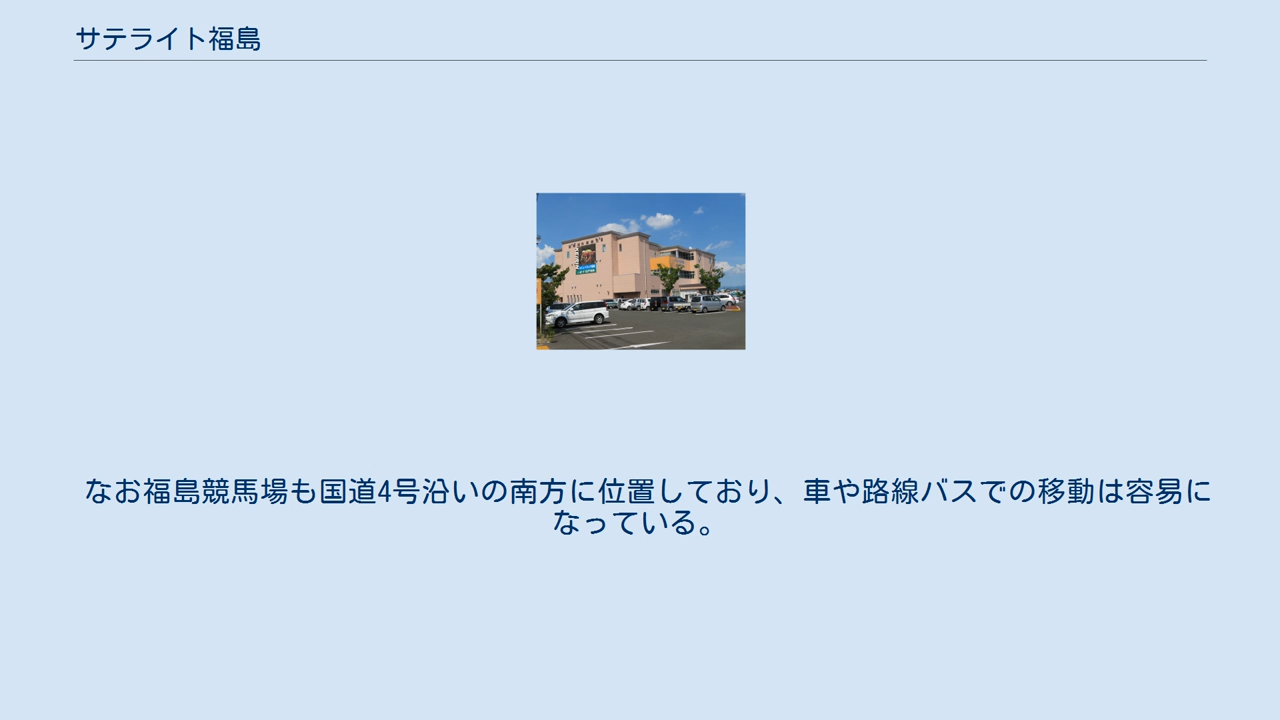 サテライト福島
なお福島競馬場も国道4号沿いの南方に位置しており、車や路線バスでの移動は容易に
なっている。